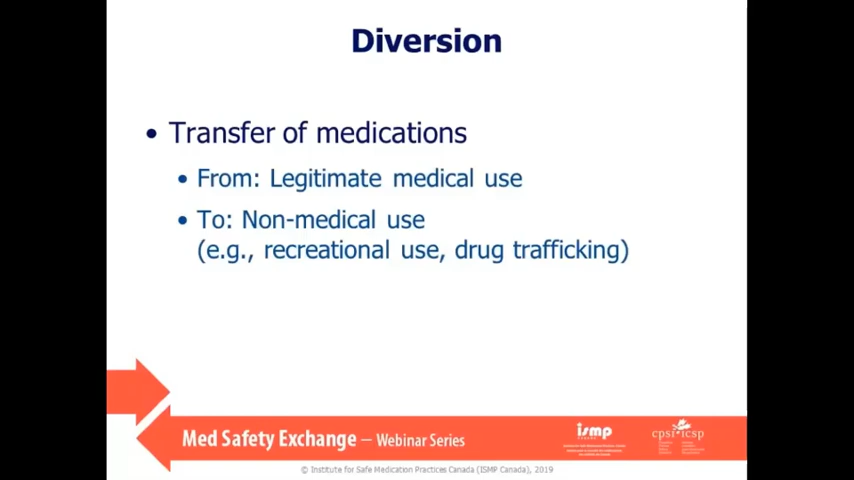 Diversion
• Transfer of medications
• From: Legitimate medical use
• To: Non-medical use
(e.g., recreational use, drug trafficking)
Med Safety Exchange – Webinar Series
ismp
cpsi icsp
© Institute for Safe Medication Practices Canada (ISMP Canada), 2019